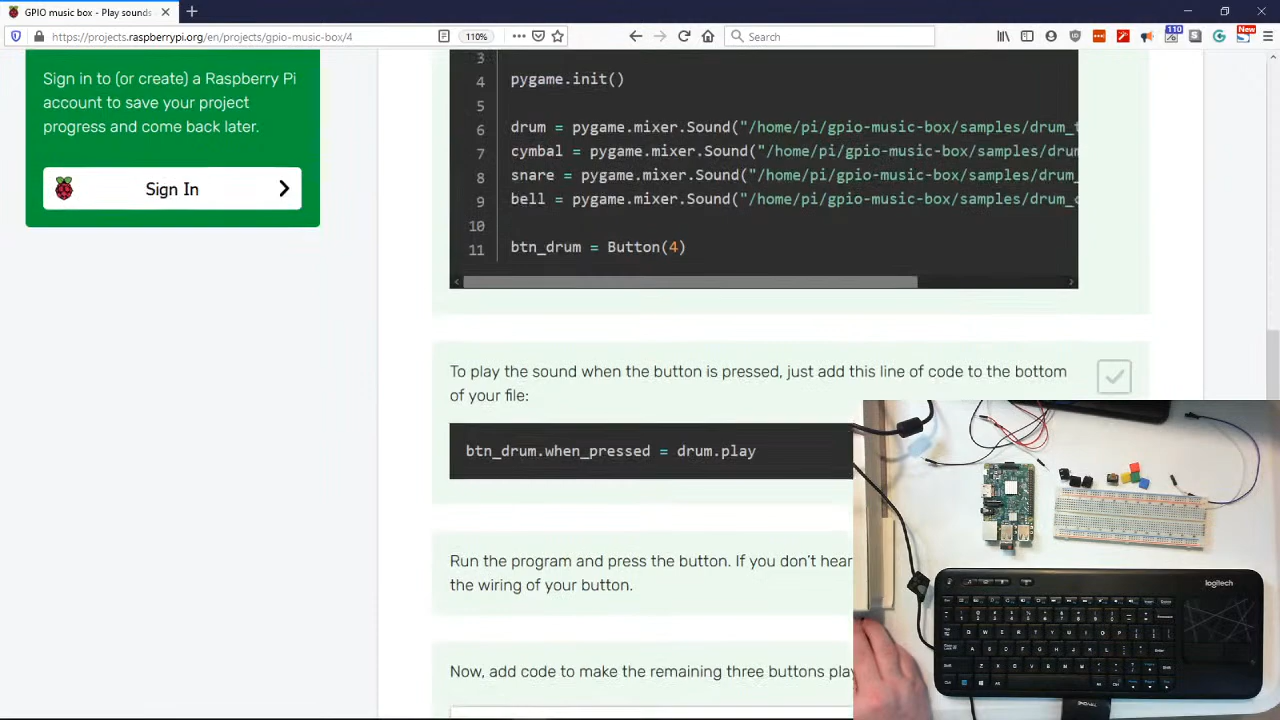 GPIO music box - Play sounds
https://projects.raspberrypi.org/en/projects/gpio-music-box/4
110%
Search
110
New
Sign in to (or create) a Raspberry Pi
account to save your project
progress and come back later.
Sign In
3
4 pygame.init()
5
6 drum = pygame.mixer.Sound("/home/pi/gpio-music-box/samples/drum_
7 cymbal = pygame.mixer.Sound("/home/pi/gpio-music-box/samples/dru
8 snare = pygame.mixer.Sound("/home/pi/gpio-music-box/samples/drum_
9 bell = pygame.mixer.Sound("/home/pi/gpio-music-box/samples/drum_
10
11 btn_drum = Button(4)
To play the sound when the button is pressed, just add this line of code to the bottom
of your file:
btn_drum.when_pressed = drum.play
Run the program and press the button. If you don't hear
the wiring of your button.
Now, add code to make the remaining three buttons play
logitech